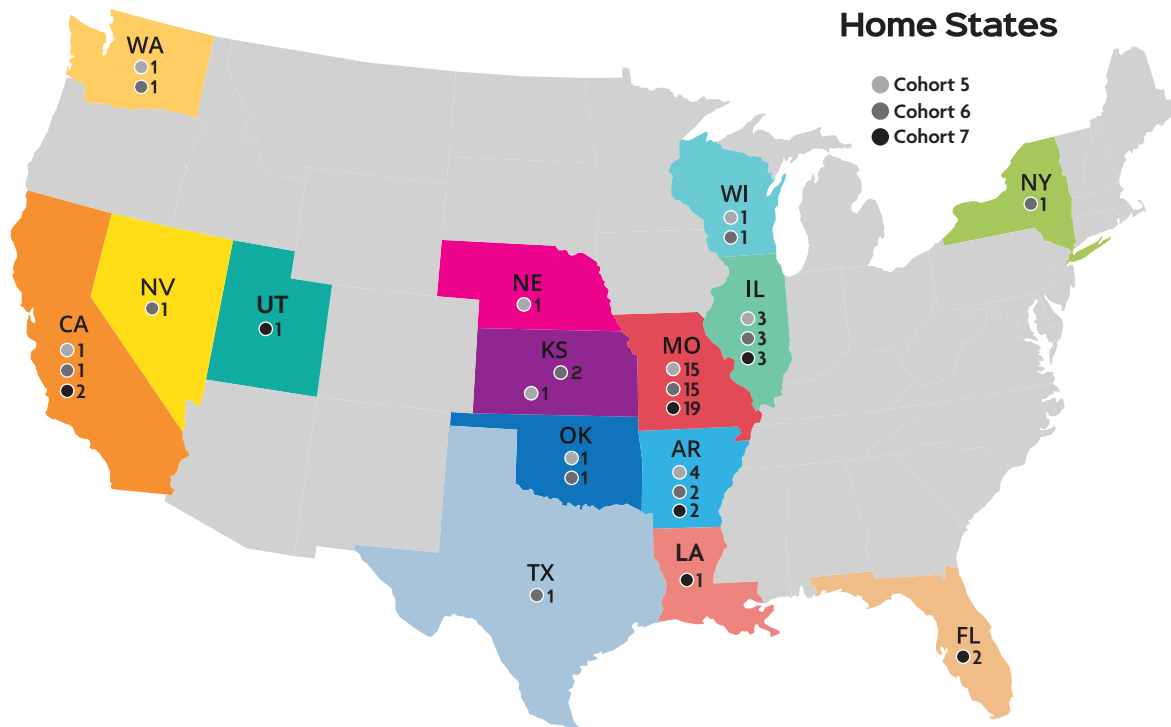 Home States
Cohort 5
Cohort 6
Cohort 7
WA
1
1
CA
1
1
2
NV
1
UT
1
NE
1
KS
2
1
OK
1
1
TX
1
WI
1
1
IL
3
3
3
MO
15
15
19
AR
4
2
2
LA
1
NY
1
FL
2